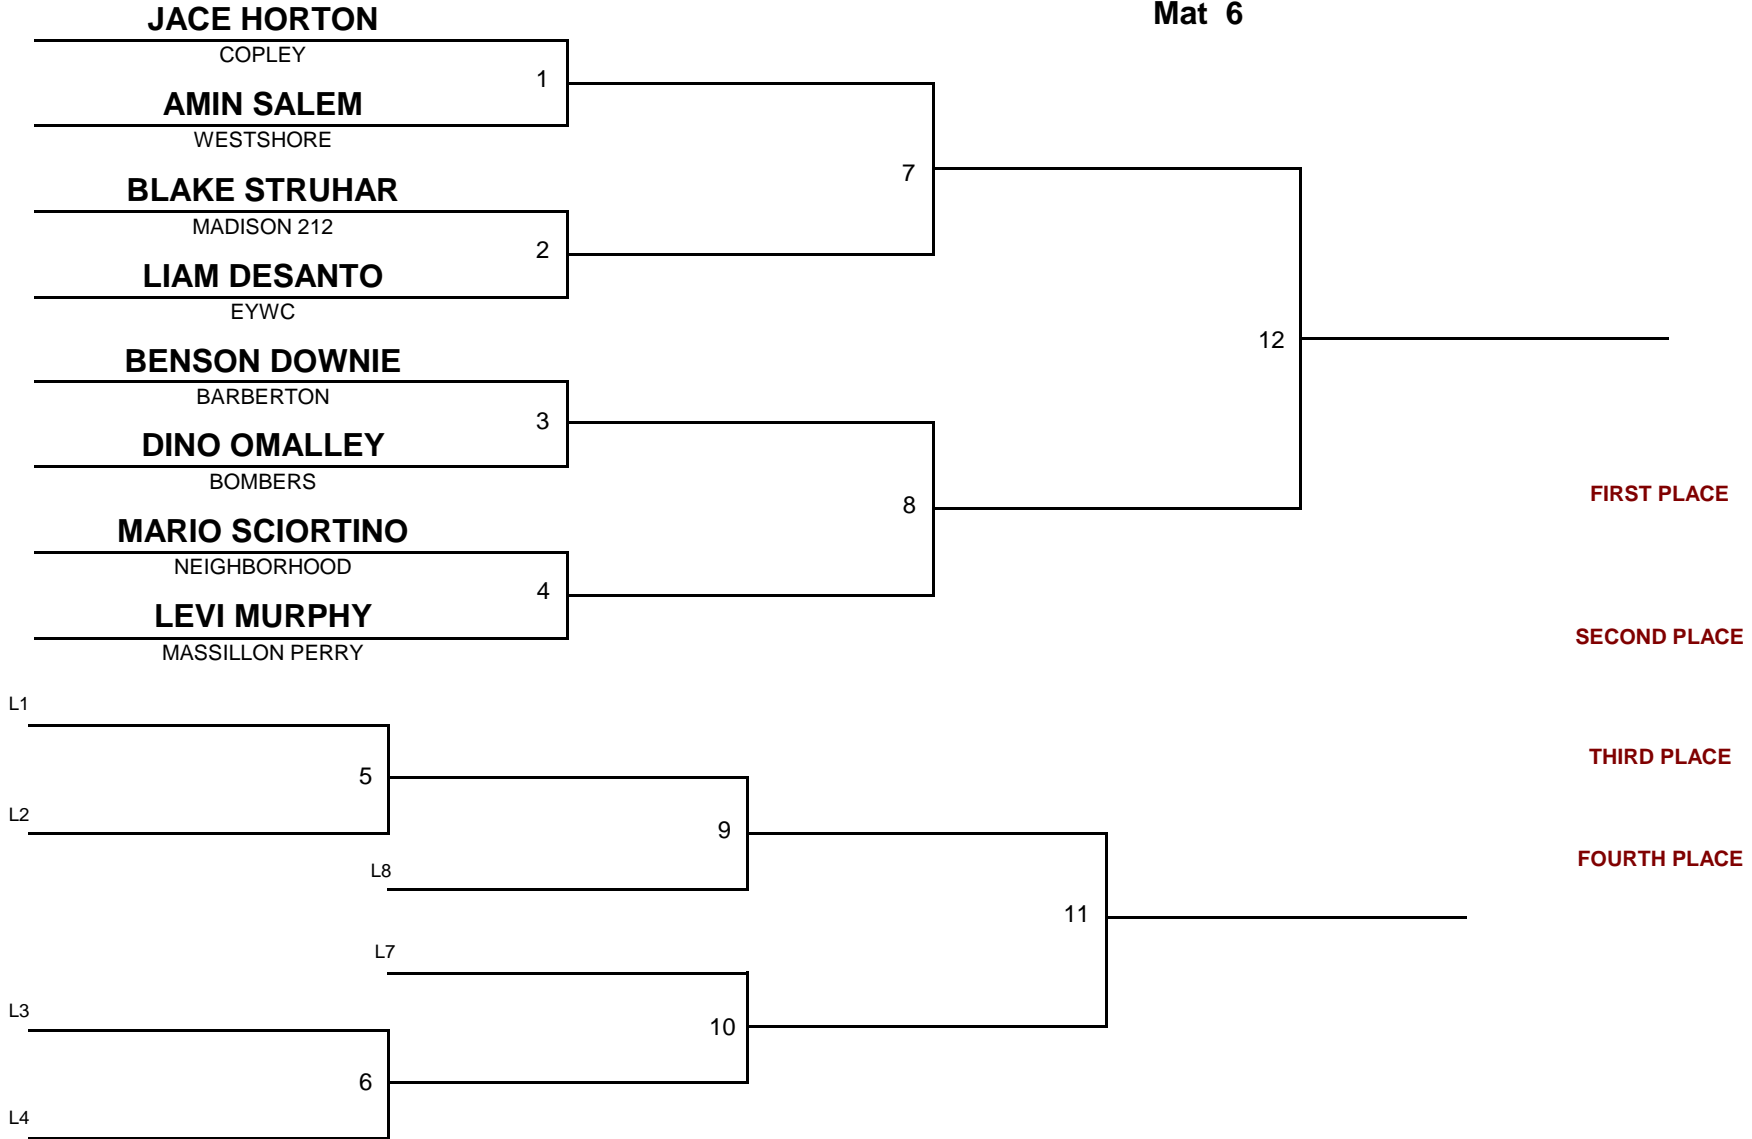 Mat 6
JACE HORTON
COPLEY
1
AMIN SALEM
WESTSHORE
7
BLAKE STRUHAR
MADISON 212
2
LIAM DESANTO
EYWC
12
BENSON DOWNIE
BARBERTON
3
DINO OMALLEY
BOMBERS
FIRST PLACE
8
MARIO SCIORTINO
NEIGHBORHOOD
4
LEVI MURPHY
MASSILLON PERRY
SECOND PLACE
L1
THIRD PLACE
5
L2
9
FOURTH PLACE
L8
11
L7
L3
10
6
L4